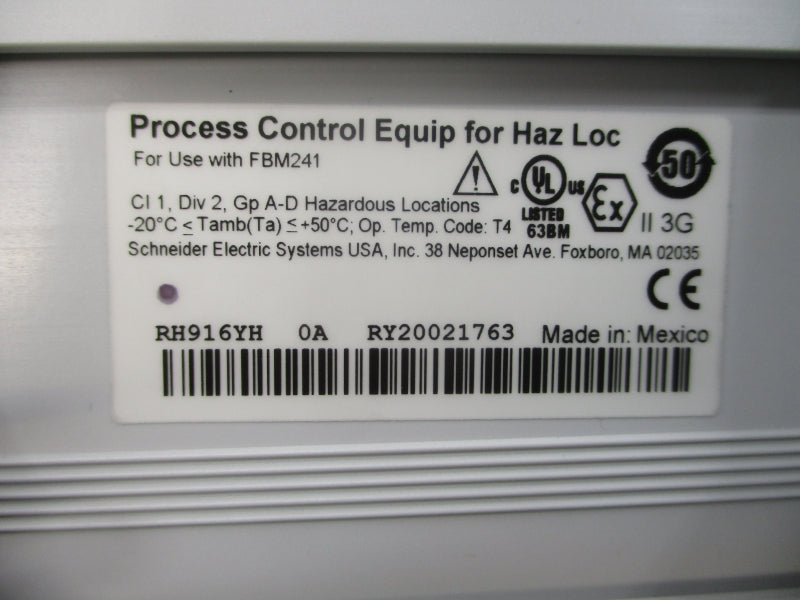 Process Control Equip for Haz Loc
For Use with FBM241
50
! C UL US Ex
Cl 1, Div 2, Gp A-D Hazardous Locations
LISTED
-20°C ≤ Tamb(Ta) ≤ +50°C; Op. Temp. Code: T4 63BM II 3G
Schneider Electric Systems USA, Inc. 38 Neponset Ave. Foxboro, MA 02035
CE
RH916YH 0A RY20021763 Made in: Mexico